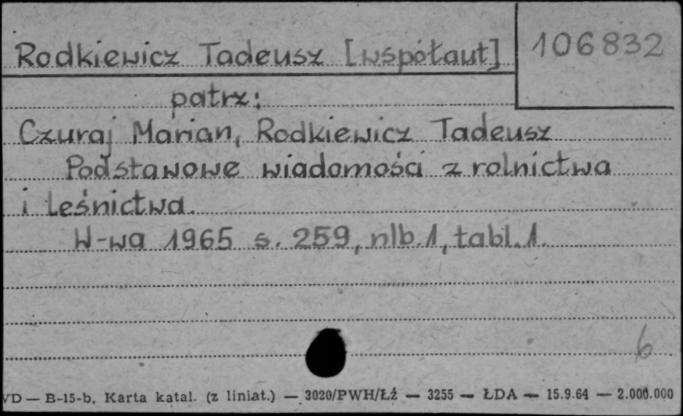 Rodkiewicz Tadeusz [współaut]
106832
patrz:
Czuraj Marian, Rodkiewicz Tadeusz
Podstawowe wiadomości z rolnictwa
i leśnictwa.
W-wa 1965 s. 259, nlb. 1, tabl. 1.
6
VD — B-15-b, Karta katal. (z liniat.) — 3020/PWH/Łź — 3255 — ŁDA — 15.9.64 — 2.000.000